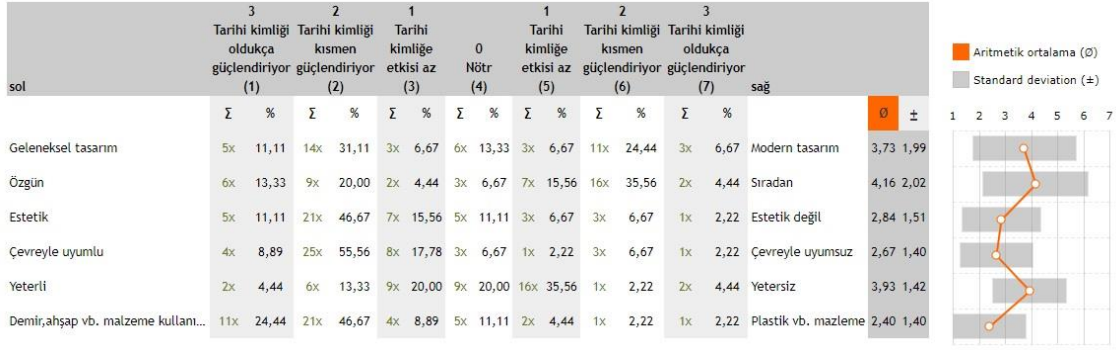 3 2 1 1 2 3
Tarihi kimliği Tarihi kimliği Tarihi Tarihi Tarihi kimliği Tarihi kimliği
oldukça kısmen kimliğe 0 kimliğe kısmen oldukça
güçlendiriyor güçlendiriyor etkisi az Nötr etkisi az güçlendiriyor güçlendiriyor
sol (1) (2) (3) (4) (5) (6) (7) sağ
Σ % Σ % Σ % Σ % Σ % Σ % Σ % Ø ±
Geleneksel tasarım 5x 11,11 14x 31,11 3x 6,67 6x 13,33 3x 6,67 11x 24,44 3x 6,67 Modern tasarım 3,73 1,99
Özgün 6x 13,33 9x 20,00 2x 4,44 3x 6,67 7x 15,56 16x 35,56 2x 4,44 Sıradan 4,16 2,02
Estetik 5x 11,11 21x 46,67 7x 15,56 5x 11,11 3x 6,67 3x 6,67 1x 2,22 Estetik değil 2,84 1,51
Çevreyle uyumlu 4x 8,89 25x 55,56 8x 17,78 3x 6,67 1x 2,22 3x 6,67 1x 2,22 Çevreyle uyumsuz 2,67 1,40
Yeterli 2x 4,44 6x 13,33 9x 20,00 9x 20,00 16x 35,56 1x 2,22 2x 4,44 Yetersiz 3,93 1,42
Demir,ahşap vb. malzeme kullanı... 11x 24,44 21x 46,67 4x 8,89 5x 11,11 2x 4,44 1x 2,22 1x 2,22 Plastik vb. mazleme 2,40 1,40
Aritmetik ortalama (Ø)
Standard deviation (±)
1 2 3 4 5 6 7